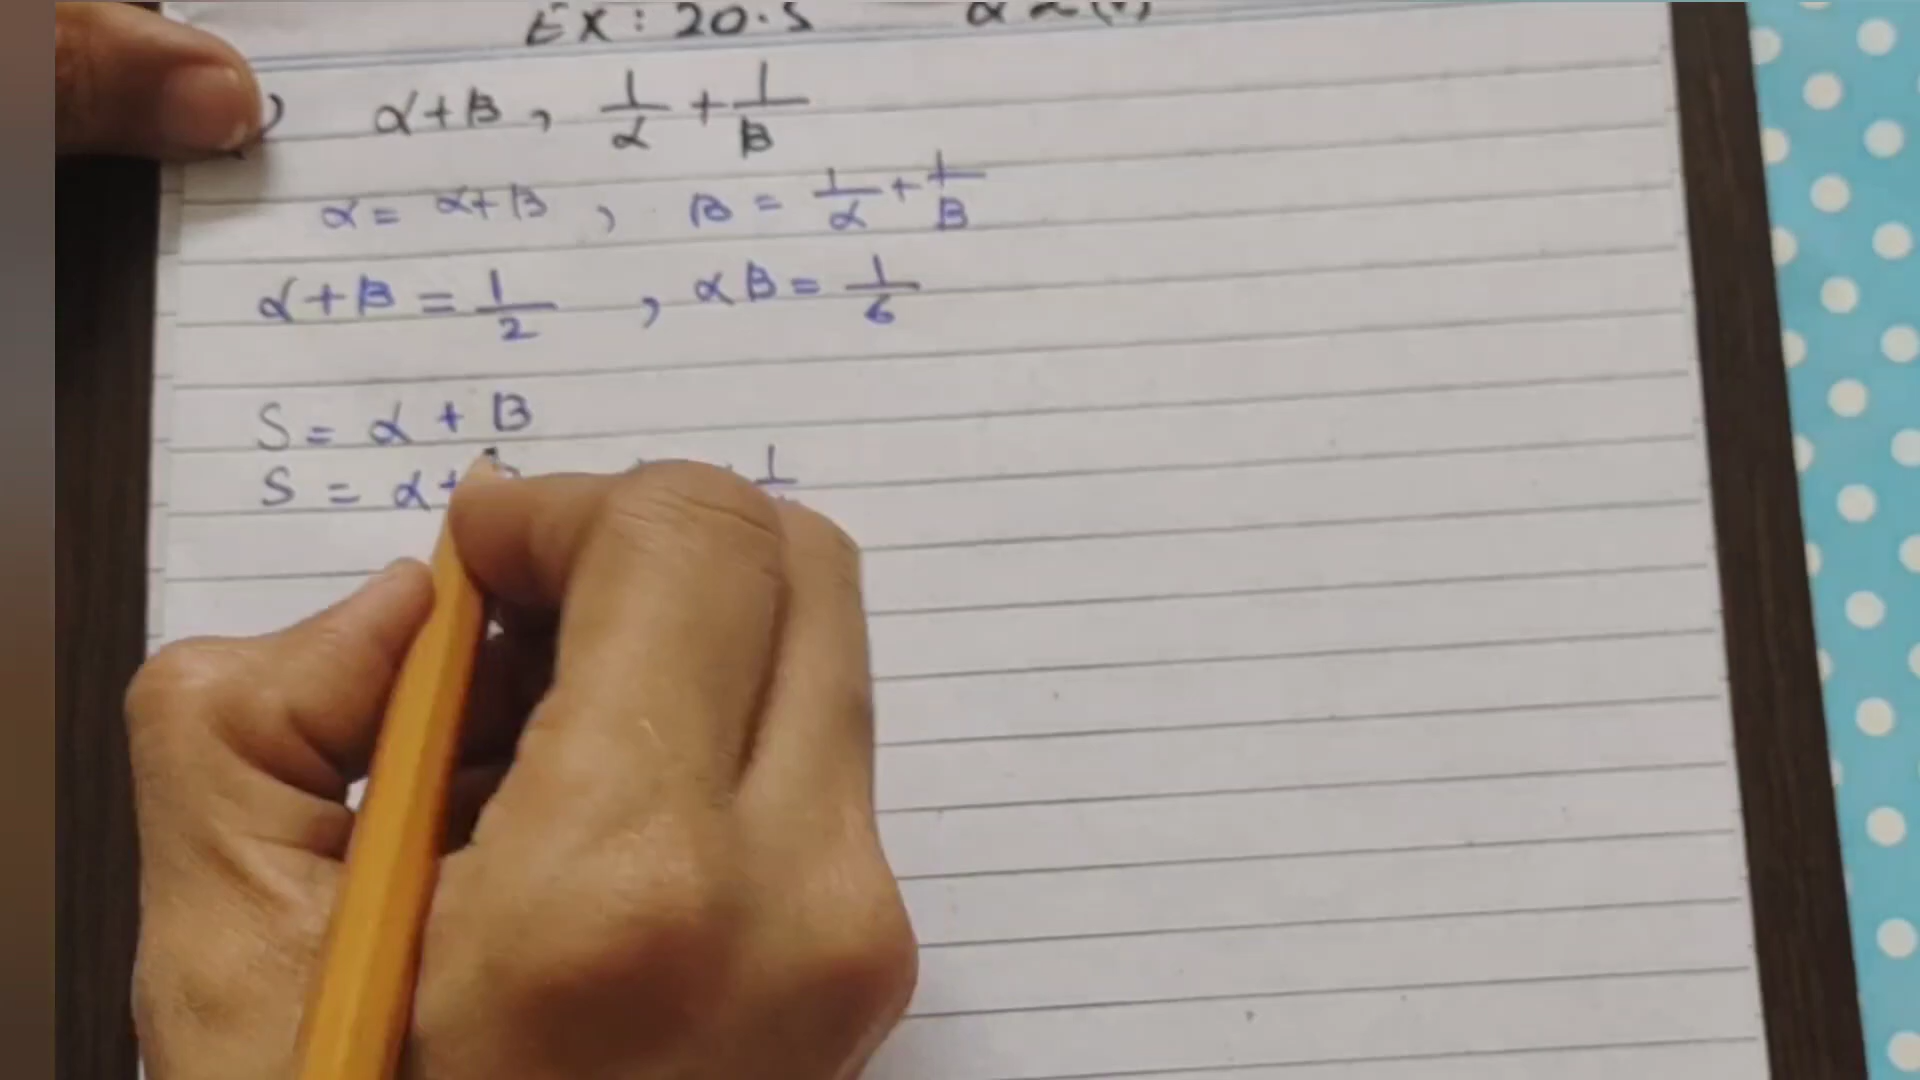 Ex: 20.5
α+β, 1/α + 1/β
α = α+β, β = 1/α + 1/β
α+β = 1/2, αβ = 1/6
S = α + β
S = α+